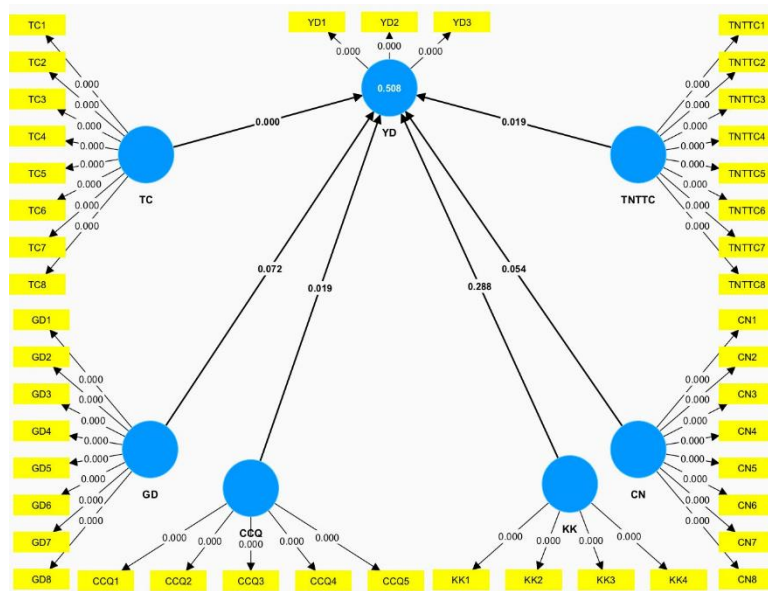 YD1 YD2 YD3
0.000 0.000 0.000
0.508
YD
TC1
TC2
TC3
TC4
TC5
TC6
TC7
TC8
0.000
0.000
0.000
0.000
0.000
0.000
0.000
0.000
TC
0.000
TNTTC1
TNTTC2
TNTTC3
TNTTC4
TNTTC5
TNTTC6
TNTTC7
TNTTC8
0.000
0.000
0.000
0.000
0.000
0.000
0.000
0.000
TNTTC
0.019
0.072
0.019
0.288
0.054
GD1
GD2
GD3
GD4
GD5
GD6
GD7
GD8
0.000
0.000
0.000
0.000
0.000
0.000
0.000
0.000
GD
CCQ
0.000 0.000 0.000 0.000 0.000
CCQ1 CCQ2 CCQ3 CCQ4 CCQ5
KK
0.000 0.000 0.000 0.000
KK1 KK2 KK3 KK4
CN1
CN2
CN3
CN4
CN5
CN6
CN7
CN8
0.000
0.000
0.000
0.000
0.000
0.000
0.000
0.000
CN